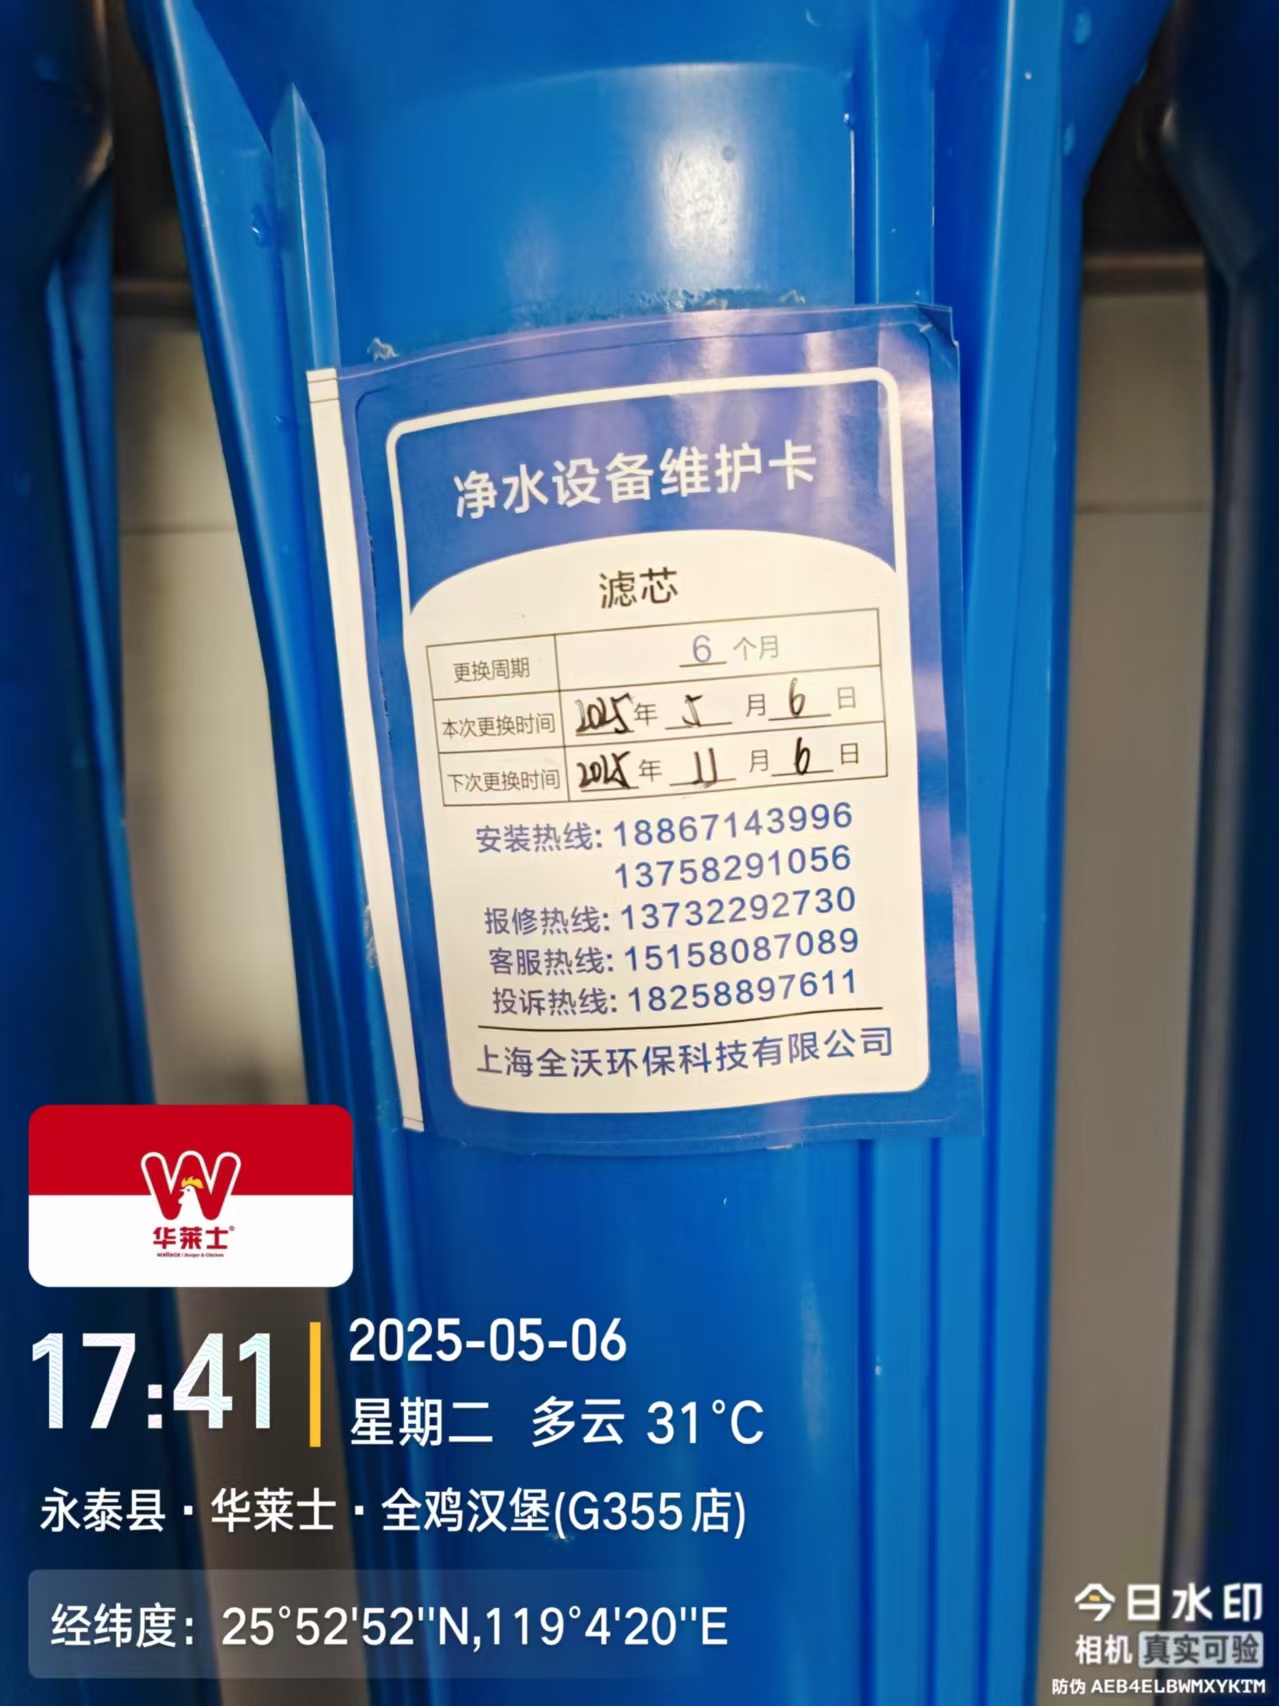 净水设备维护卡
滤芯
更换周期 6 个月
本次更换时间 2025年 5 月 6 日
下次更换时间 2025年 11 月 6 日
安装热线: 18867143996
13758291056
报修热线: 13732292730
客服热线: 15158087089
投诉热线: 18258897611
上海全沃环保科技有限公司
华莱士®
wallace | Burger & Chicken
17:41
2025-05-06
星期二 多云 31°C
永泰县·华莱士·全鸡汉堡(G355店)
经纬度: 25°52'52"N,119°4'20"E
今日水印
相机 真实可验
防伪 AEB4ELBWMXYKTM